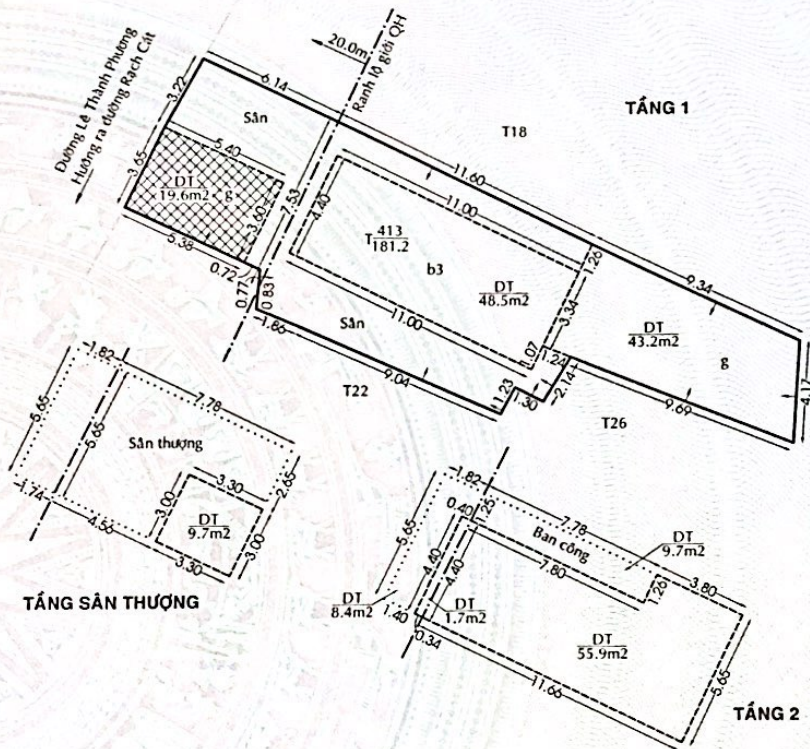 Đường Lê Thành Phương
Hướng ra đường Rạch Cát
20.0m
Ranh lộ giới QH
TẦNG 1
3.22
6.14
Sân
T18
3.65
5.40
DT
19.6m2
g
3.60
7.53
5.38
0.72
0.77
0.83
11.60
11.00
4.40
T 413
181.2
b3
DT
48.5m2
11.00
Sân
1.26
3.34
1.07
1.24
9.34
DT
43.2m2
g
4.17
1.86
9.04
T22
1.23
1.30
2.14
9.69
T26
1.82
7.78
5.65
5.65
Sân thượng
2.65
3.30
3.00
DT
9.7m2
3.00
1.74
4.56
3.30
TẦNG SÂN THƯỢNG
1.82
0.40
1.25
7.78
Ban công
DT
9.7m2
5.65
4.40
4.40
7.80
1.26
3.80
DT
8.4m2
1.40
DT
1.7m2
0.34
DT
55.9m2
11.66
5.65
TẦNG 2